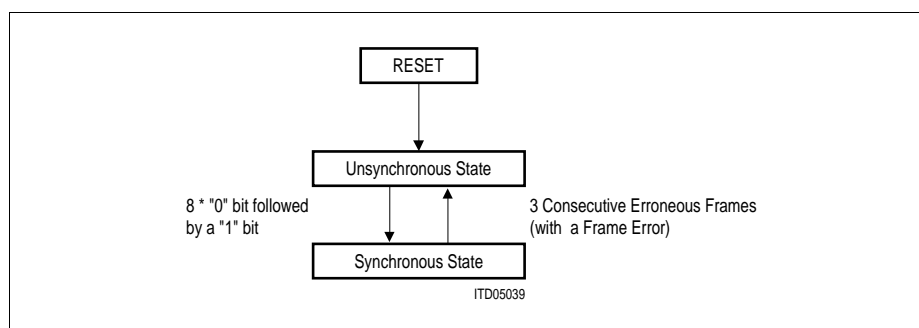 RESET
Unsynchronous State
8 * "0" bit followed
by a "1" bit
3 Consecutive Erroneous Frames
(with a Frame Error)
Synchronous State
ITD05039